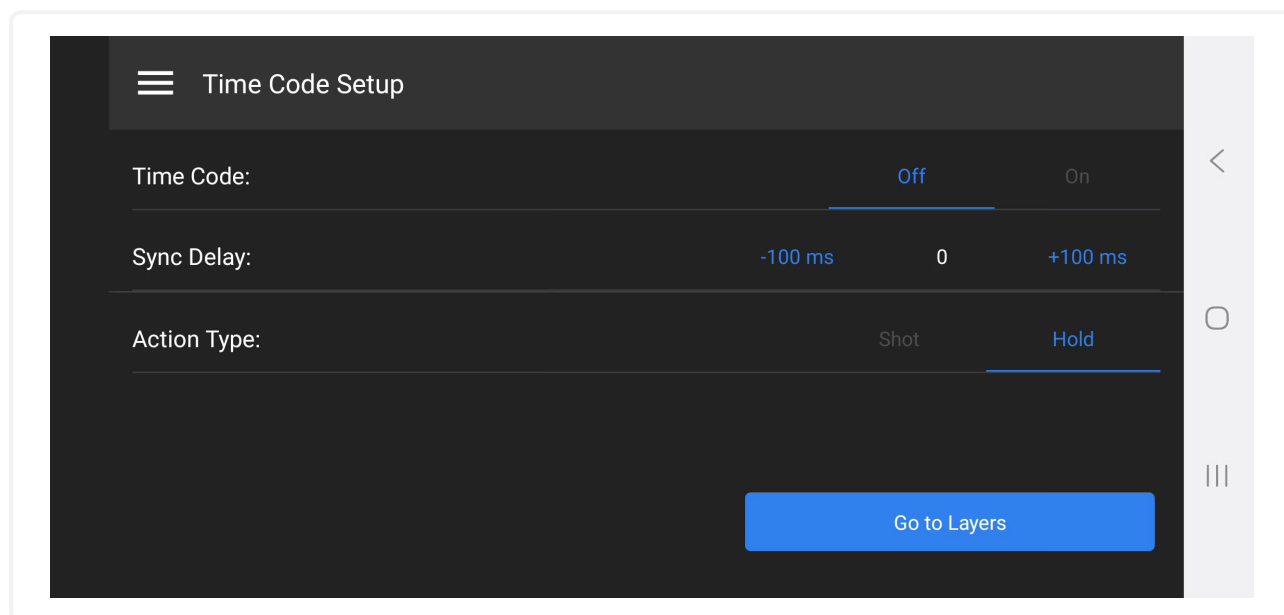 Time Code Setup
Time Code: Off On
Sync Delay: -100 ms 0 +100 ms
Action Type: Shot Hold
Go to Layers